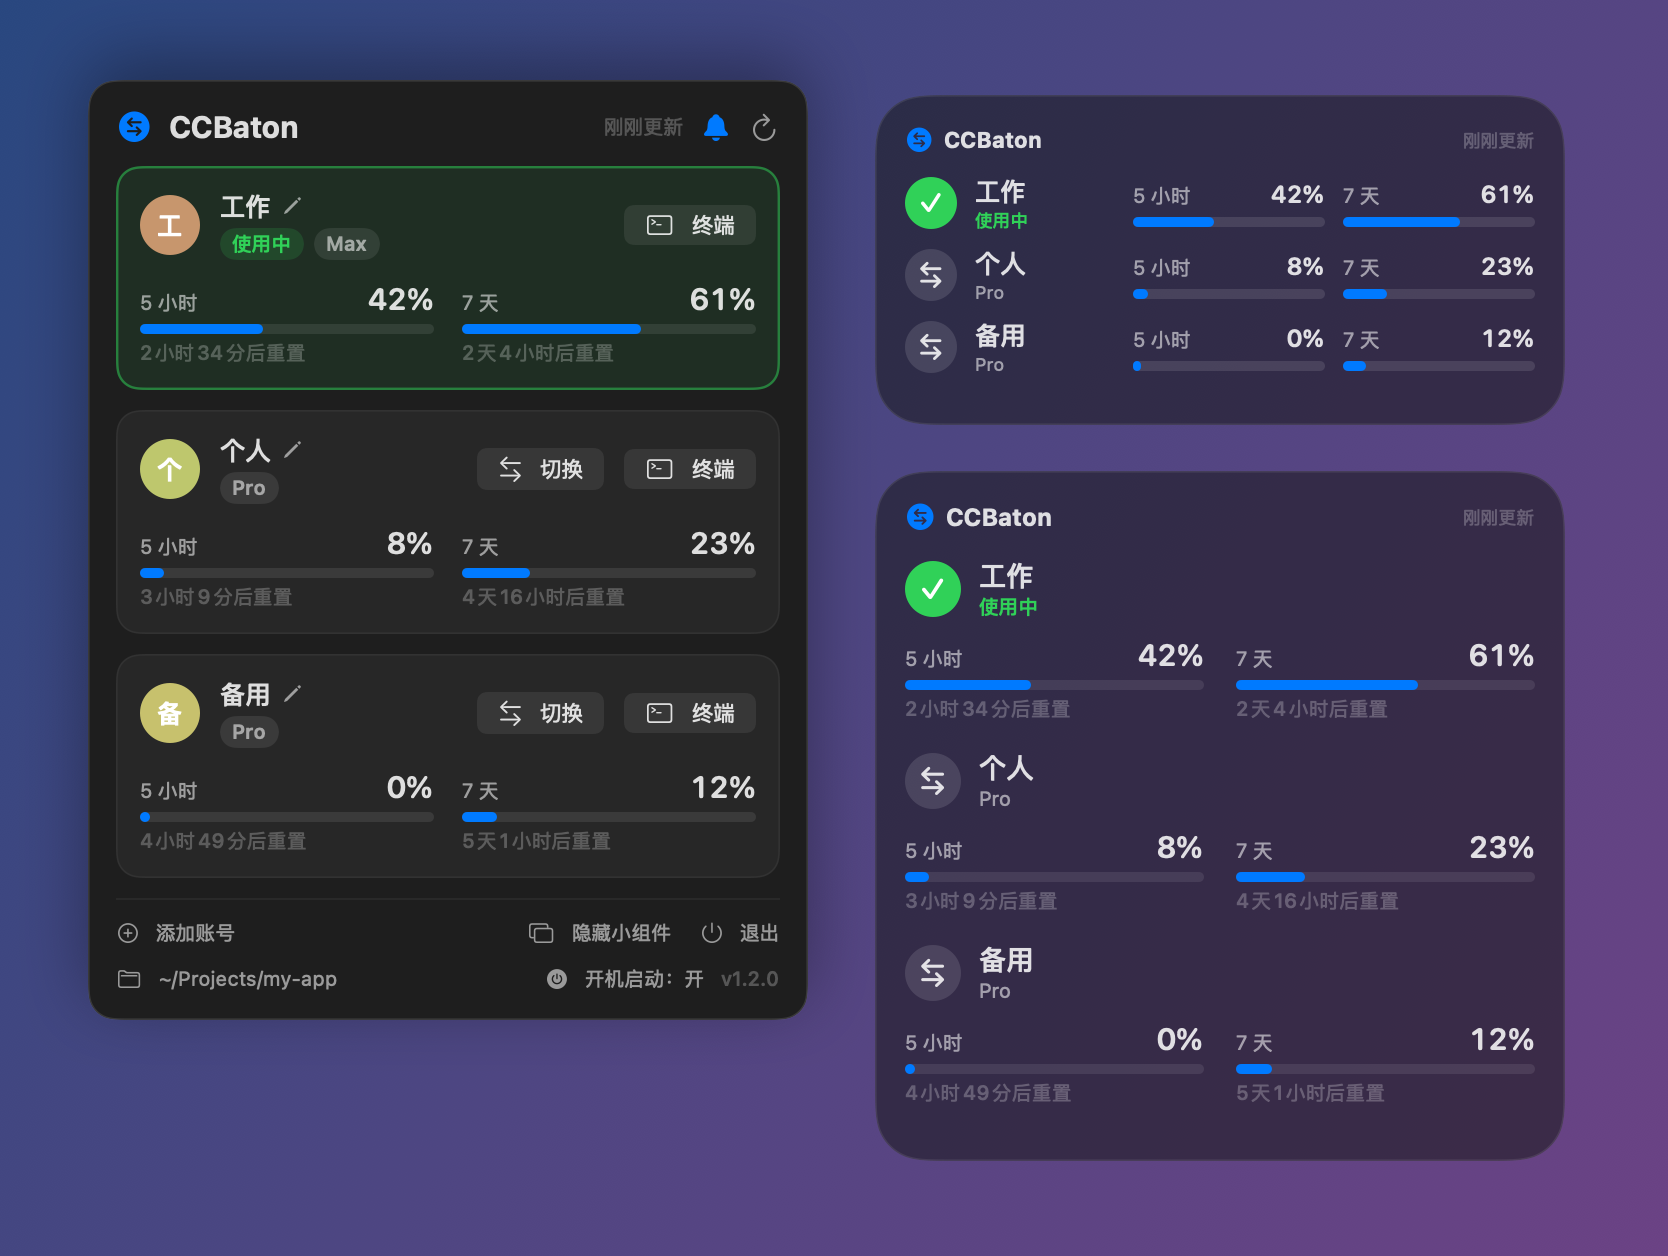 CCBaton 刚刚更新
工 工作
使用中 Max 终端
5 小时 42% 7 天 61%
2小时34分后重置 2天4小时后重置
个 个人
Pro 切换 终端
5 小时 8% 7 天 23%
3小时9分后重置 4天16小时后重置
备 备用
Pro 切换 终端
5 小时 0% 7 天 12%
4小时49分后重置 5天1小时后重置
添加账号 隐藏小组件 退出
~/Projects/my-app 开机启动：开 v1.2.0
CCBaton 刚刚更新
工作 5 小时 42% 7 天 61%
使用中
个人 5 小时 8% 7 天 23%
Pro
备用 5 小时 0% 7 天 12%
Pro
CCBaton 刚刚更新
工作
使用中
5 小时 42% 7 天 61%
2小时34分后重置 2天4小时后重置
个人
Pro
5 小时 8% 7 天 23%
3小时9分后重置 4天16小时后重置
备用
Pro
5 小时 0% 7 天 12%
4小时49分后重置 5天1小时后重置